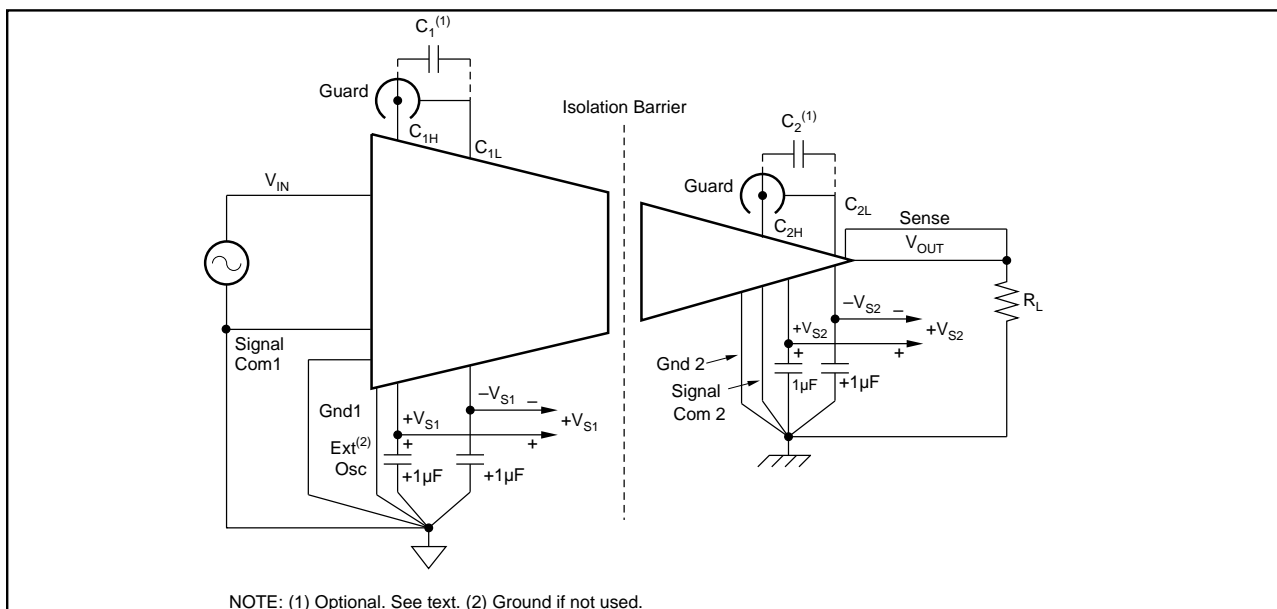 C1(1)
Guard
C1H
C1L
Isolation Barrier
C2(1)
Guard
C2H
C2L
Sense
VIN
VOUT
RL
Signal
Com1
–VS2 –
+VS2
+VS2
+ +
Gnd 2
1µF
+1µF
Signal
Com 2
Gnd1
–VS1 –
+VS1
+VS1
+ +
Ext(2)
Osc
+1µF
+1µF
NOTE: (1) Optional. See text. (2) Ground if not used.